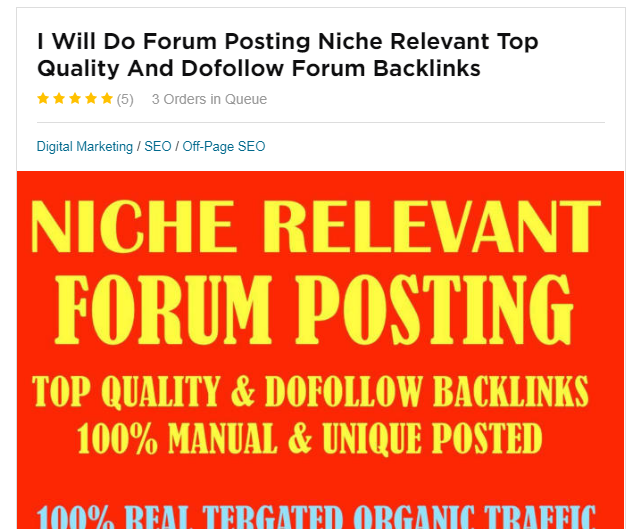 I Will Do Forum Posting Niche Relevant Top
Quality And Dofollow Forum Backlinks
(5) 3 Orders in Queue
Digital Marketing / SEO / Off-Page SEO
NICHE RELEVANT
FORUM POSTING
TOP QUALITY & DOFOLLOW BACKLINKS
100% MANUAL & UNIQUE POSTED
100% REAL TERGATED ORGANIC TRAFFIC